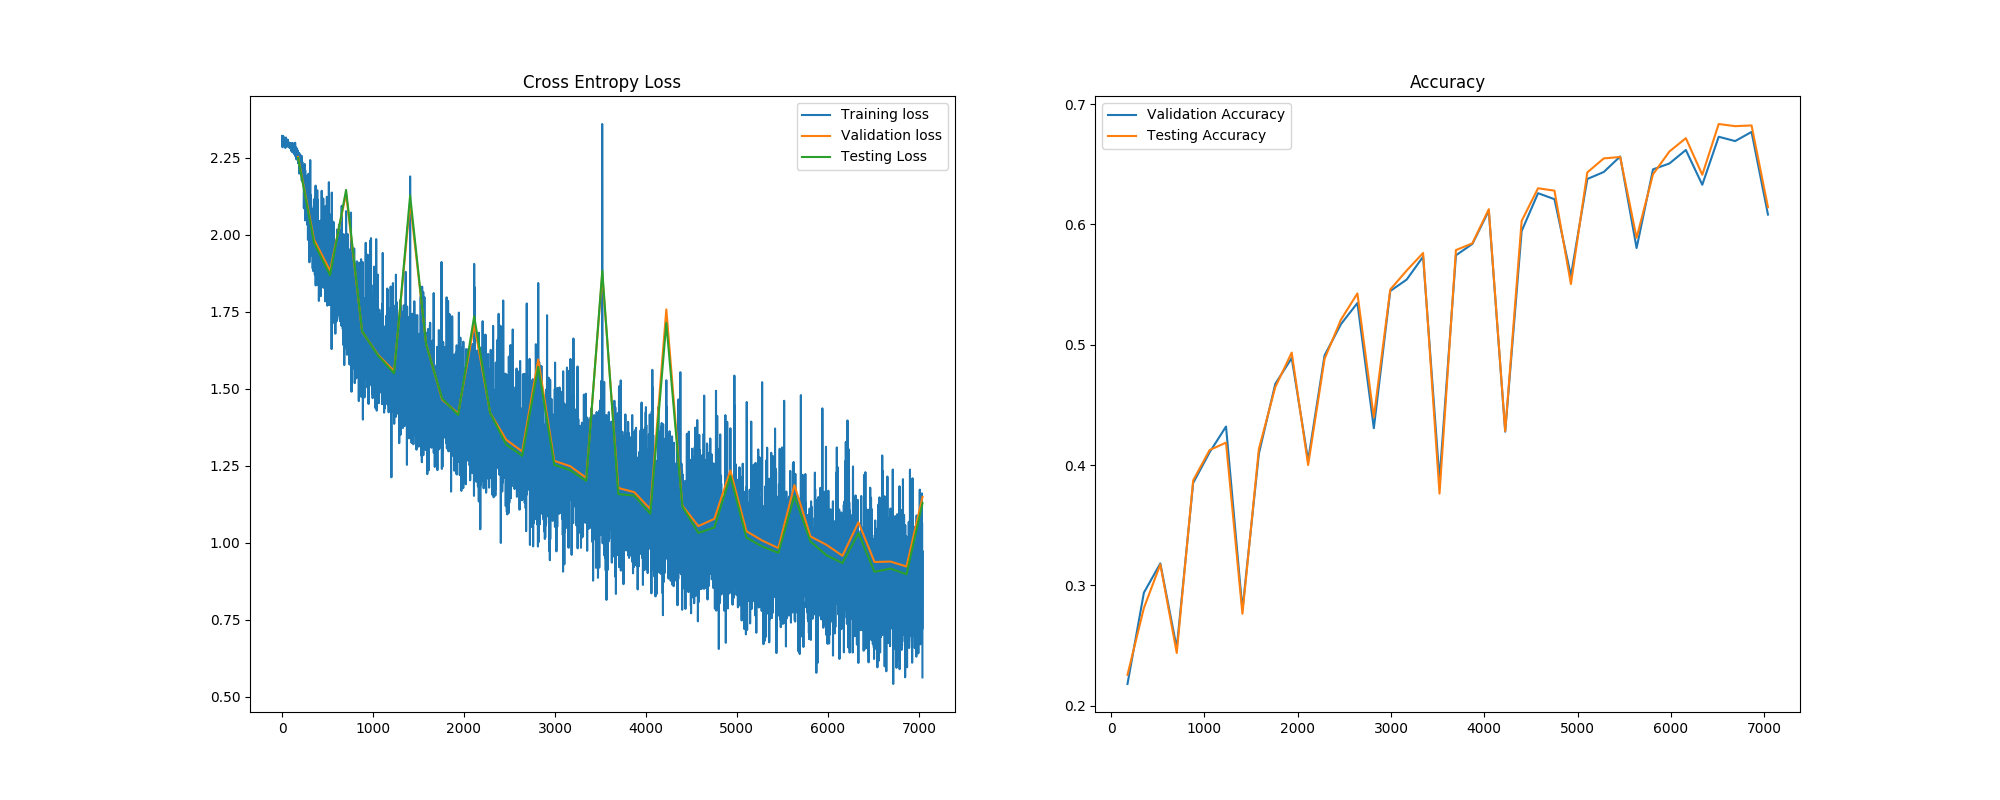 Cross Entropy Loss
Training loss
Validation loss
Testing Loss
2.25
2.00
1.75
1.50
1.25
1.00
0.75
0.50
0 1000 2000 3000 4000 5000 6000 7000
Accuracy
Validation Accuracy
Testing Accuracy
0.7
0.6
0.5
0.4
0.3
0.2
0 1000 2000 3000 4000 5000 6000 7000